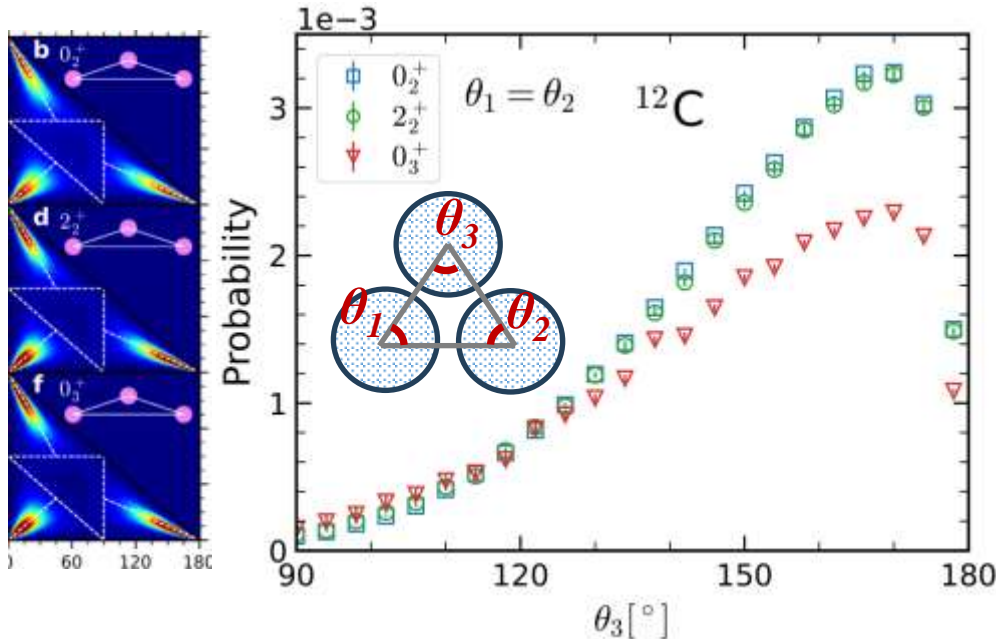 b 0₂⁺
d 2₂⁺
f 0₃⁺
60 120 180
1e−3
Probability
3
2
1
0
0₂⁺
2₂⁺
0₃⁺
θ₁ = θ₂
¹²C
θ₃
θ₁ θ₂
90 120 150 180
θ₃[°]